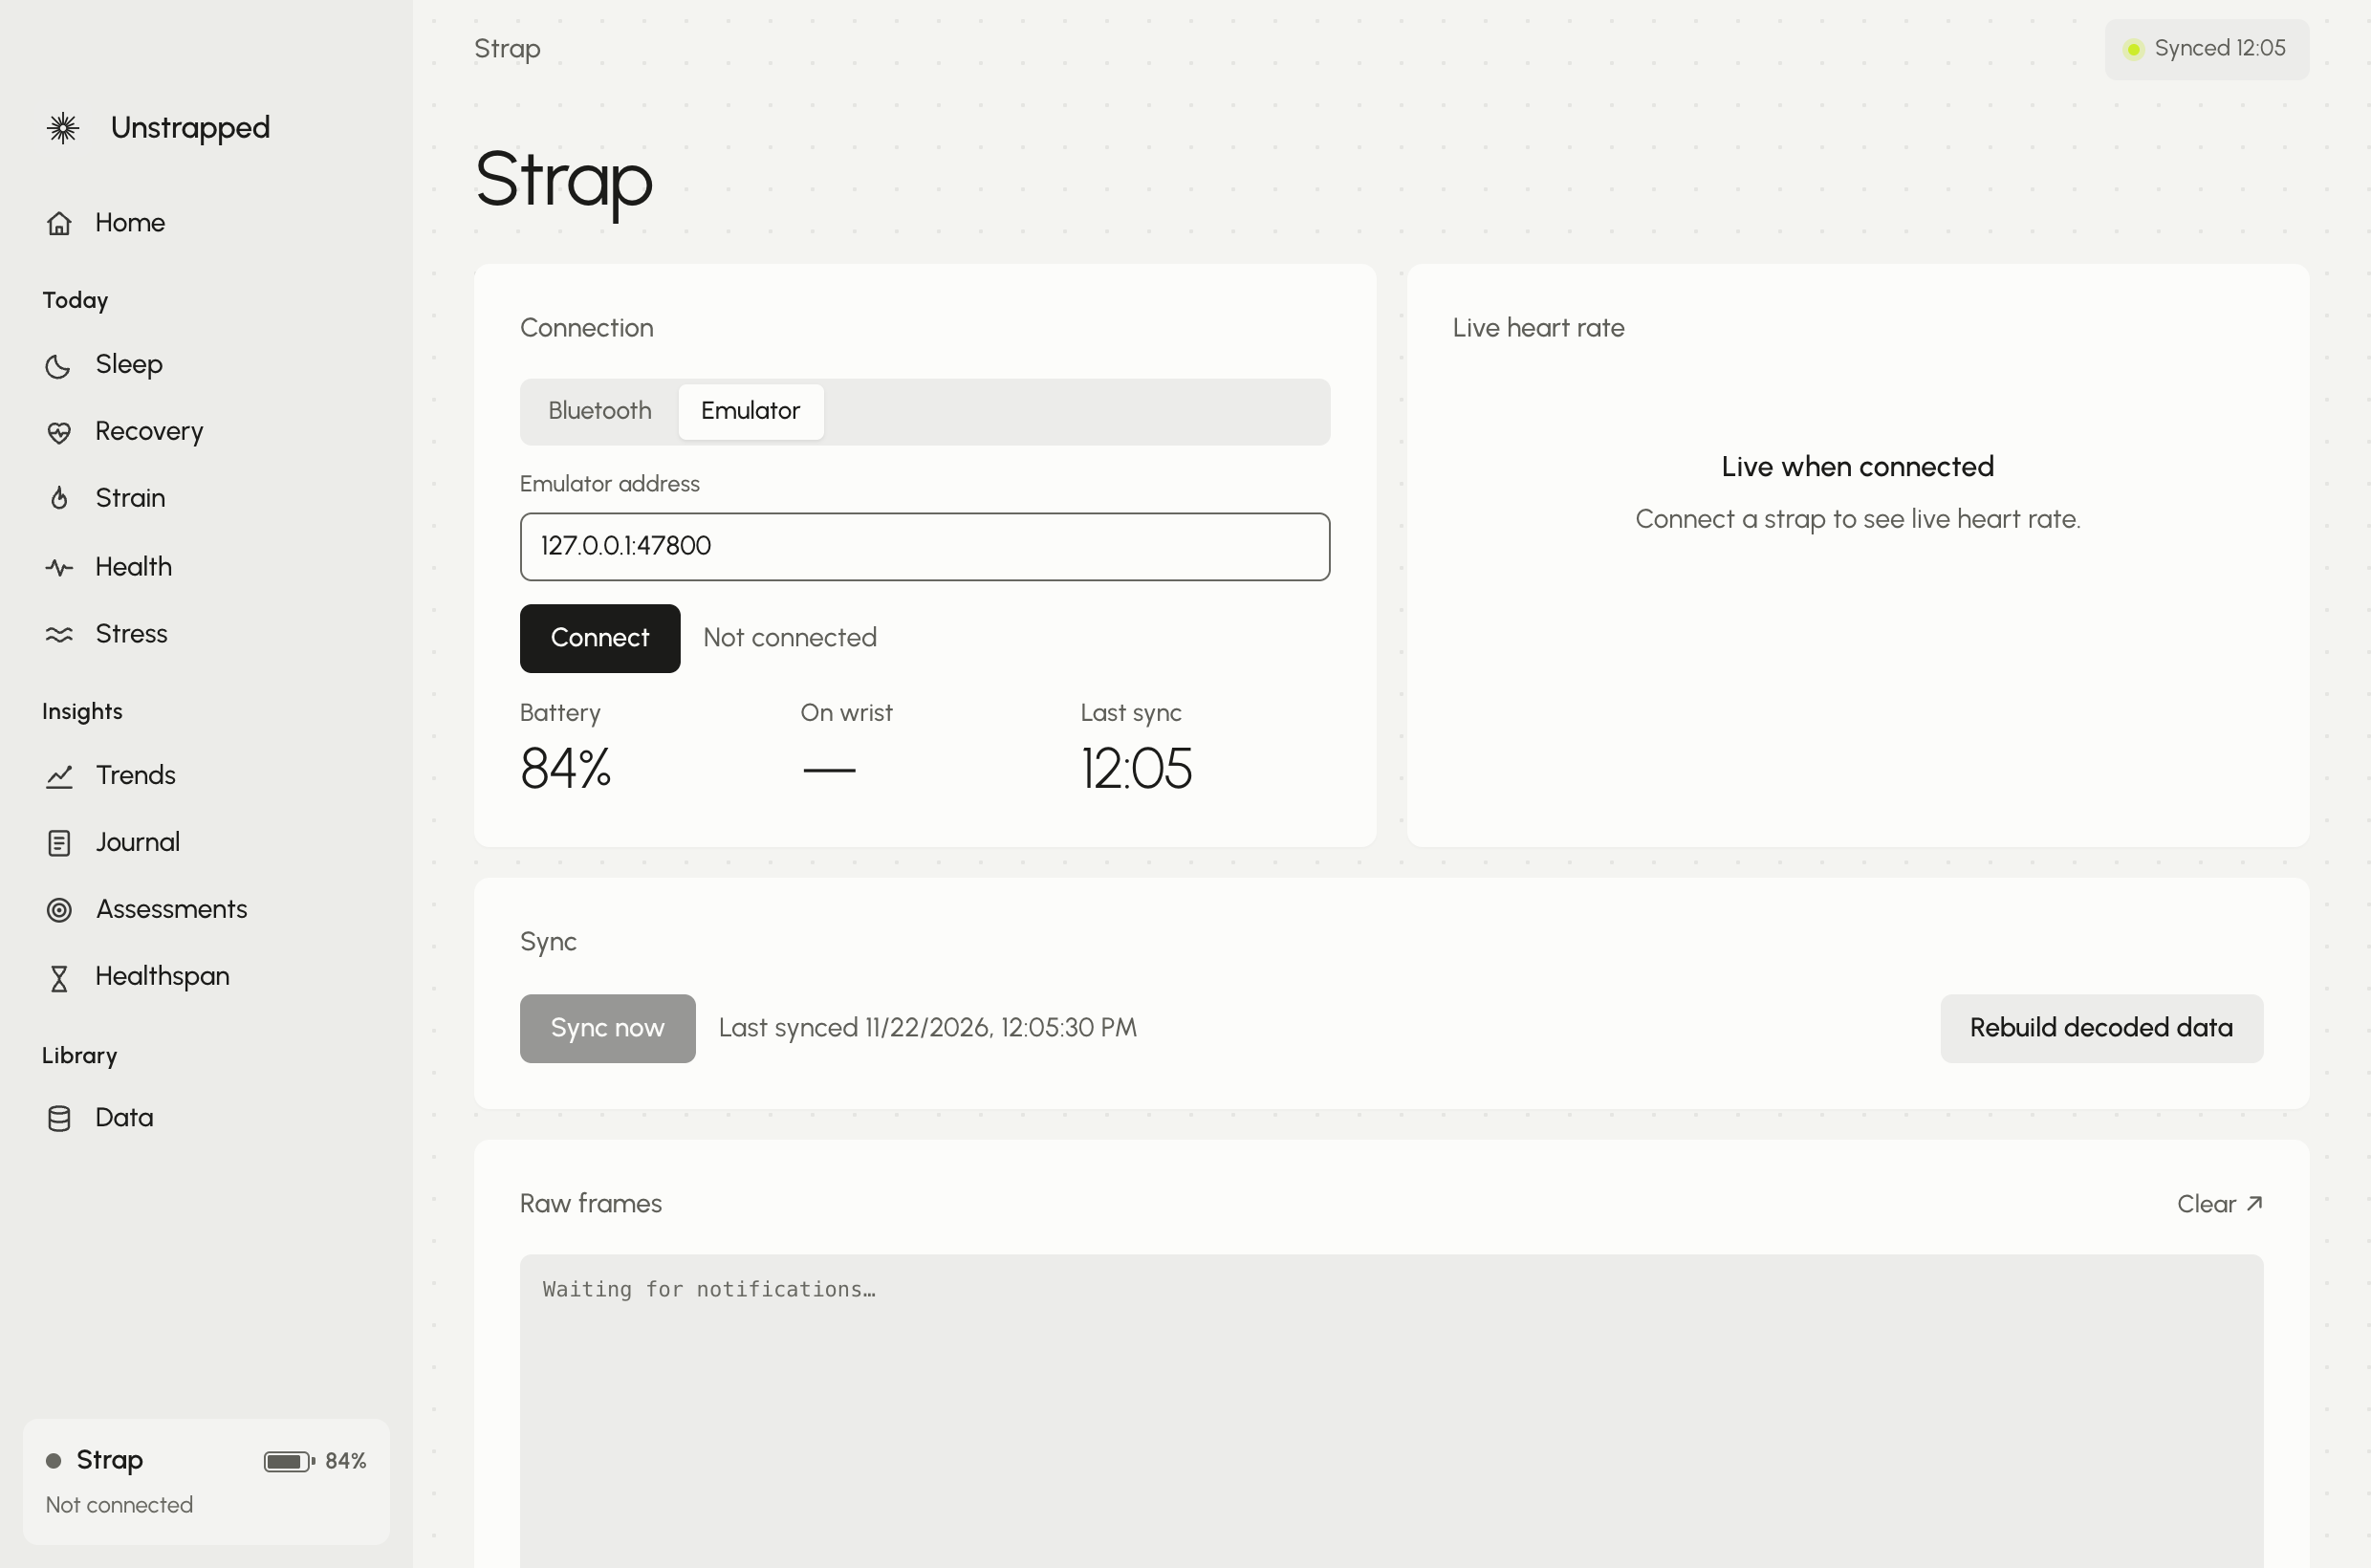 Unstrapped
Home
Today
Sleep
Recovery
Strain
Health
Stress
Insights
Trends
Journal
Assessments
Healthspan
Library
Data
Strap
84%
Not connected
Strap
Synced 12:05
Strap
Connection
Bluetooth
Emulator
Emulator address
127.0.0.1:47800
Connect
Not connected
Battery
84%
On wrist
—
Last sync
12:05
Live heart rate
Live when connected
Connect a strap to see live heart rate.
Sync
Sync now
Last synced 11/22/2026, 12:05:30 PM
Rebuild decoded data
Raw frames
Clear
Waiting for notifications…